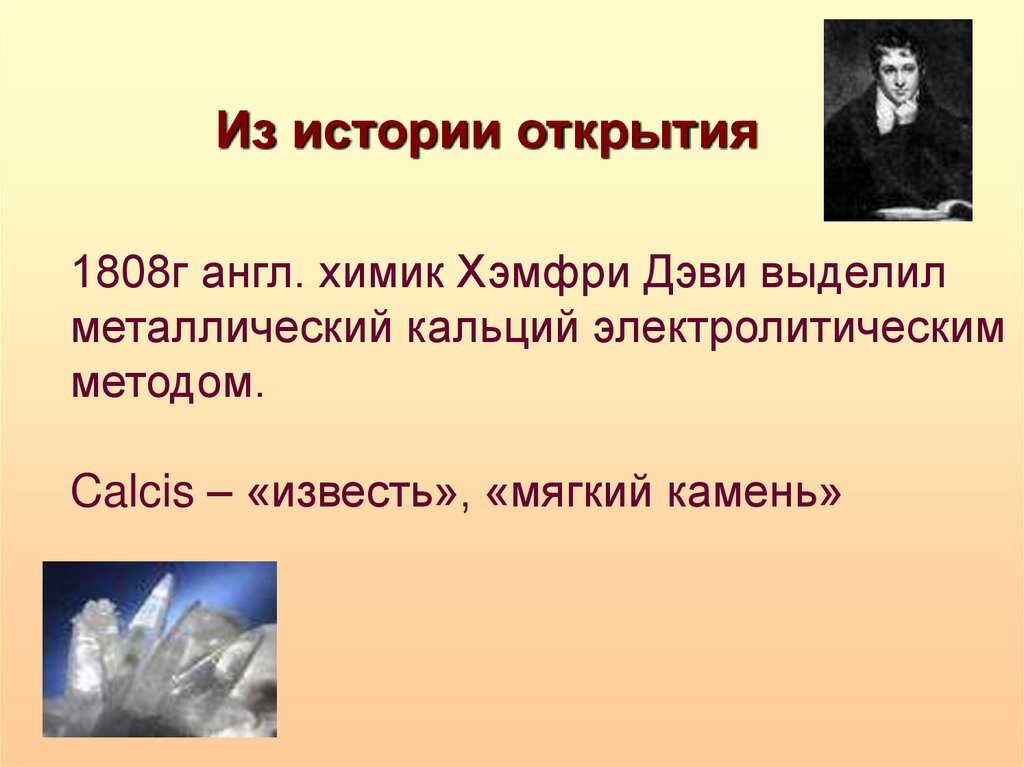 Из истории открытия
1808г англ. химик Хэмфри Дэви выделил
металлический кальций электролитическим
методом.
Calcis – «известь», «мягкий камень»